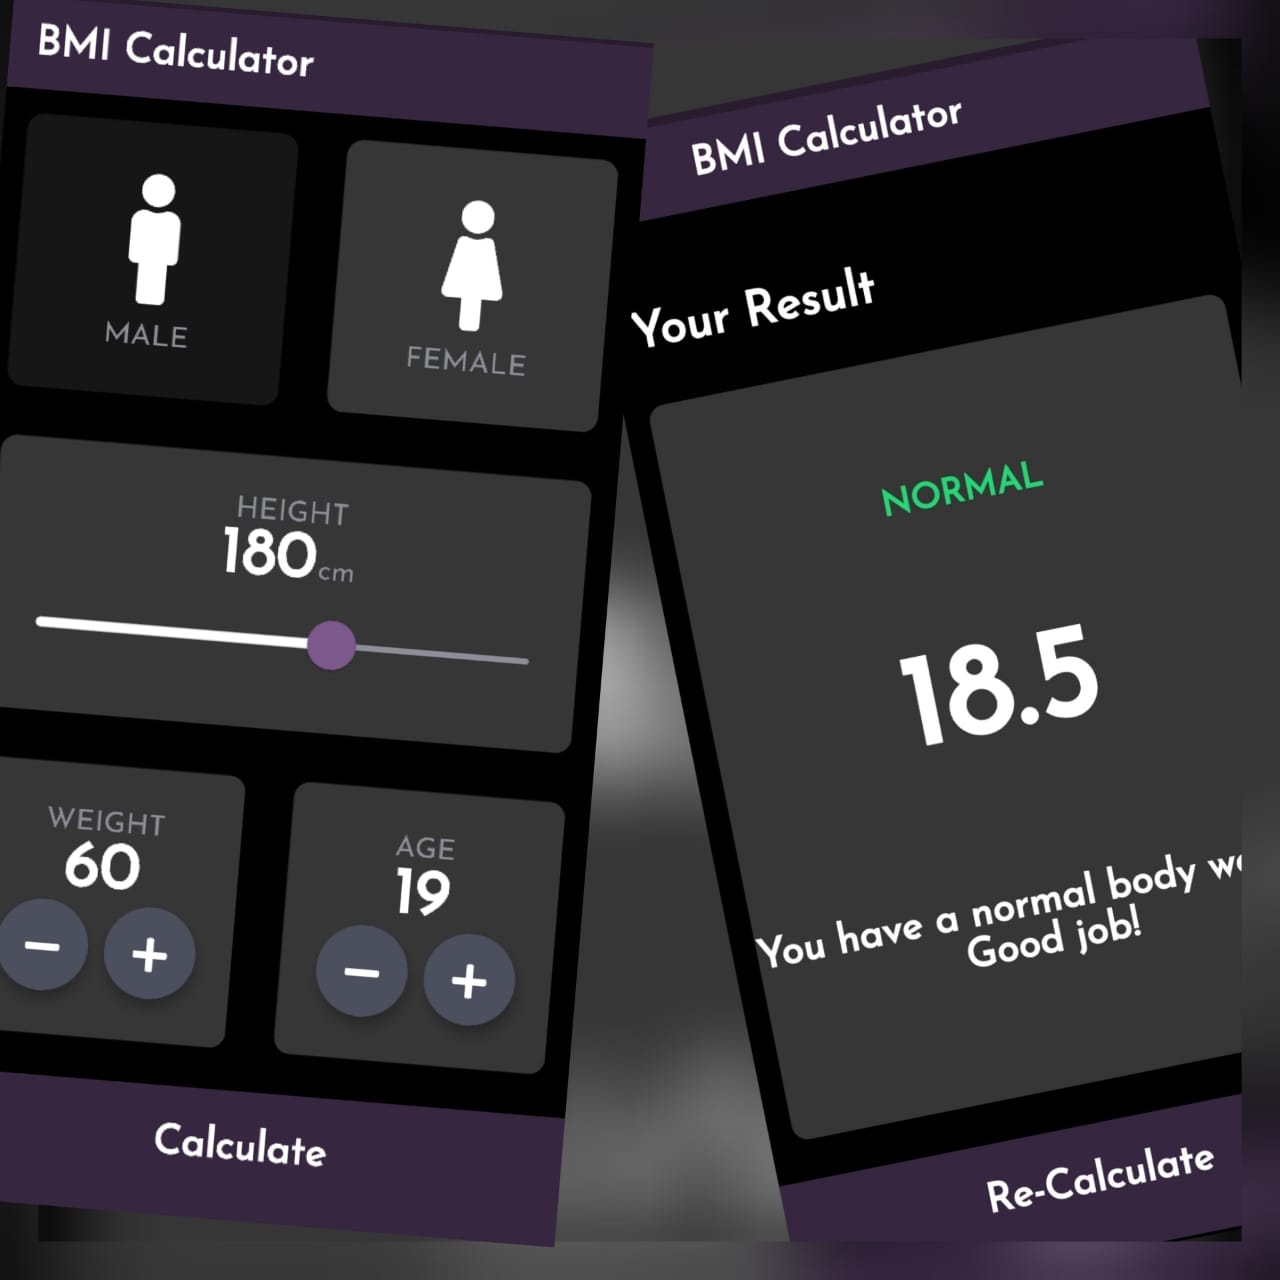 BMI Calculator
MALE
FEMALE
HEIGHT
180cm
WEIGHT
60
AGE
19
Calculate
BMI Calculator
Your Result
NORMAL
18.5
You have a normal body
Good job!
Re-Calculate